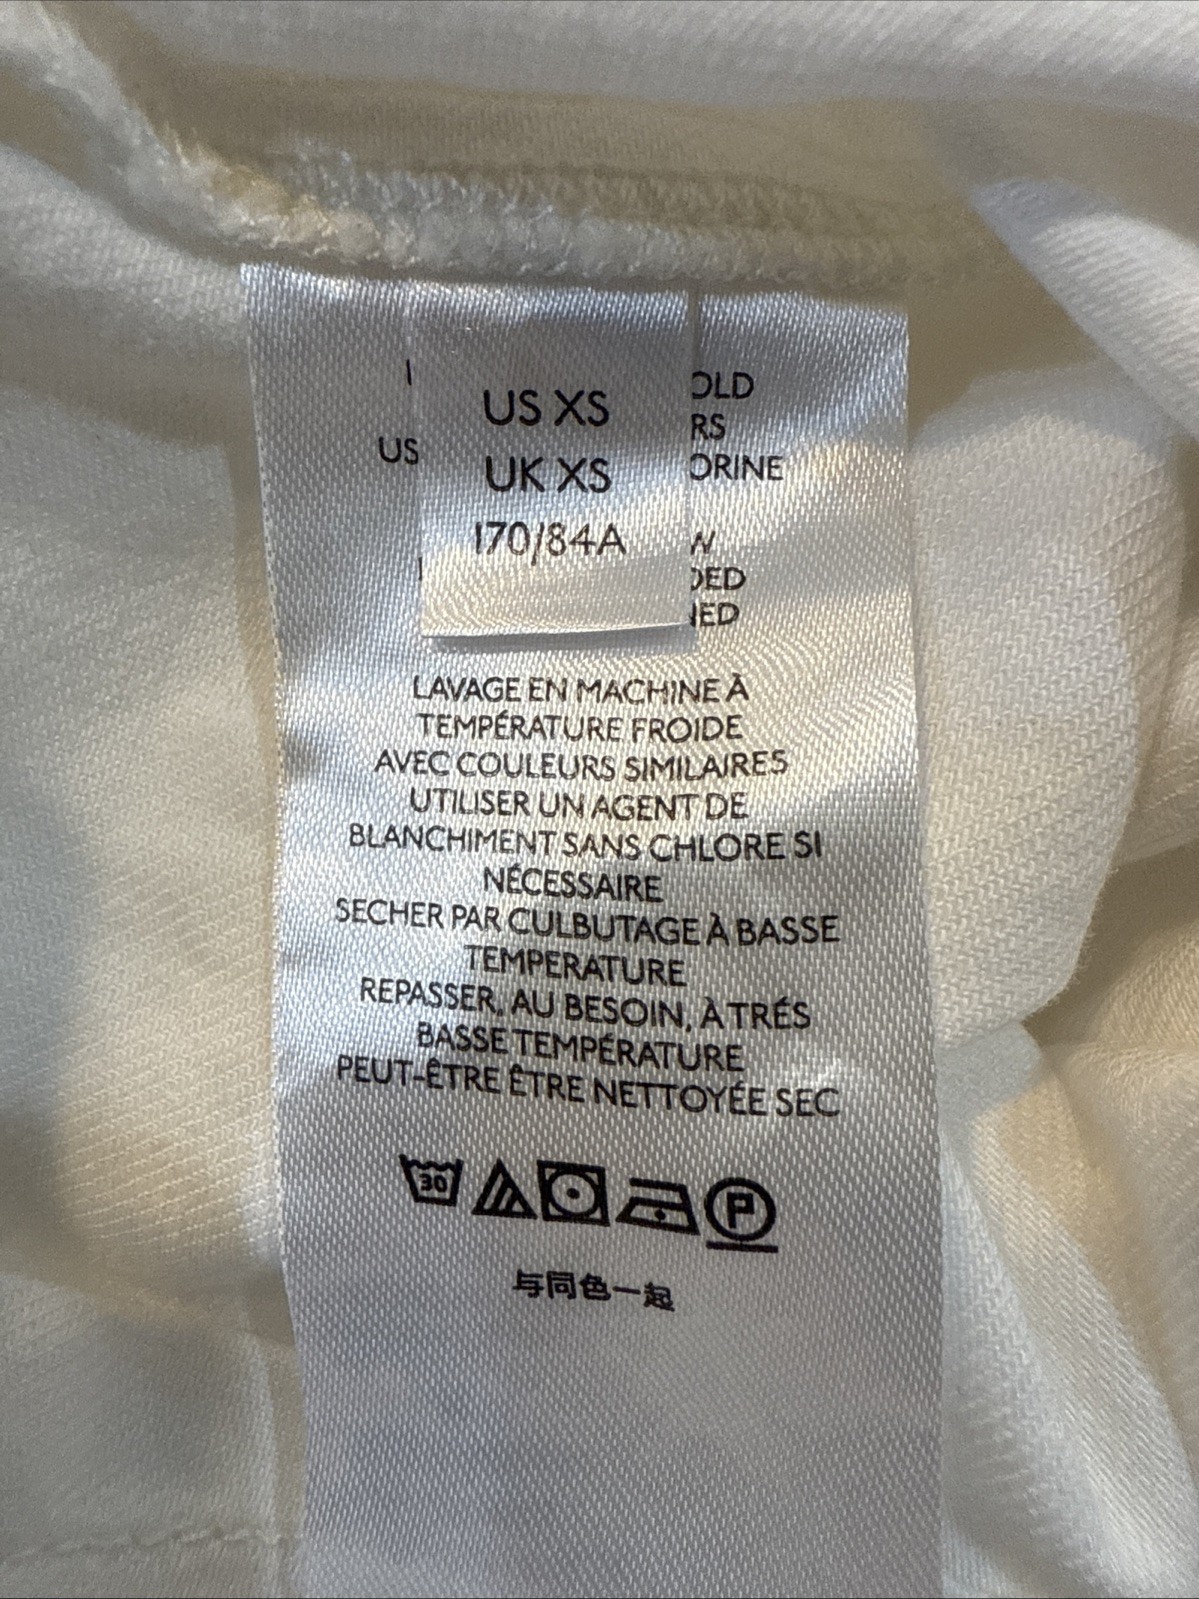 US XS
UK XS
170/84A
US
OLD
RS
ORINE
DED
LAVAGE EN MACHINE À
TEMPÉRATURE FROIDE
AVEC COULEURS SIMILAIRES
UTILISER UN AGENT DE
BLANCHIMENT SANS CHLORE SI
NÉCESSAIRE
SECHER PAR CULBUTAGE À BASSE
TEMPERATURE
REPASSER, AU BESOIN, À TRÉS
BASSE TEMPÉRATURE
PEUT-ÊTRE ÊTRE NETTOYÉE SEC
30 P
与同色一起